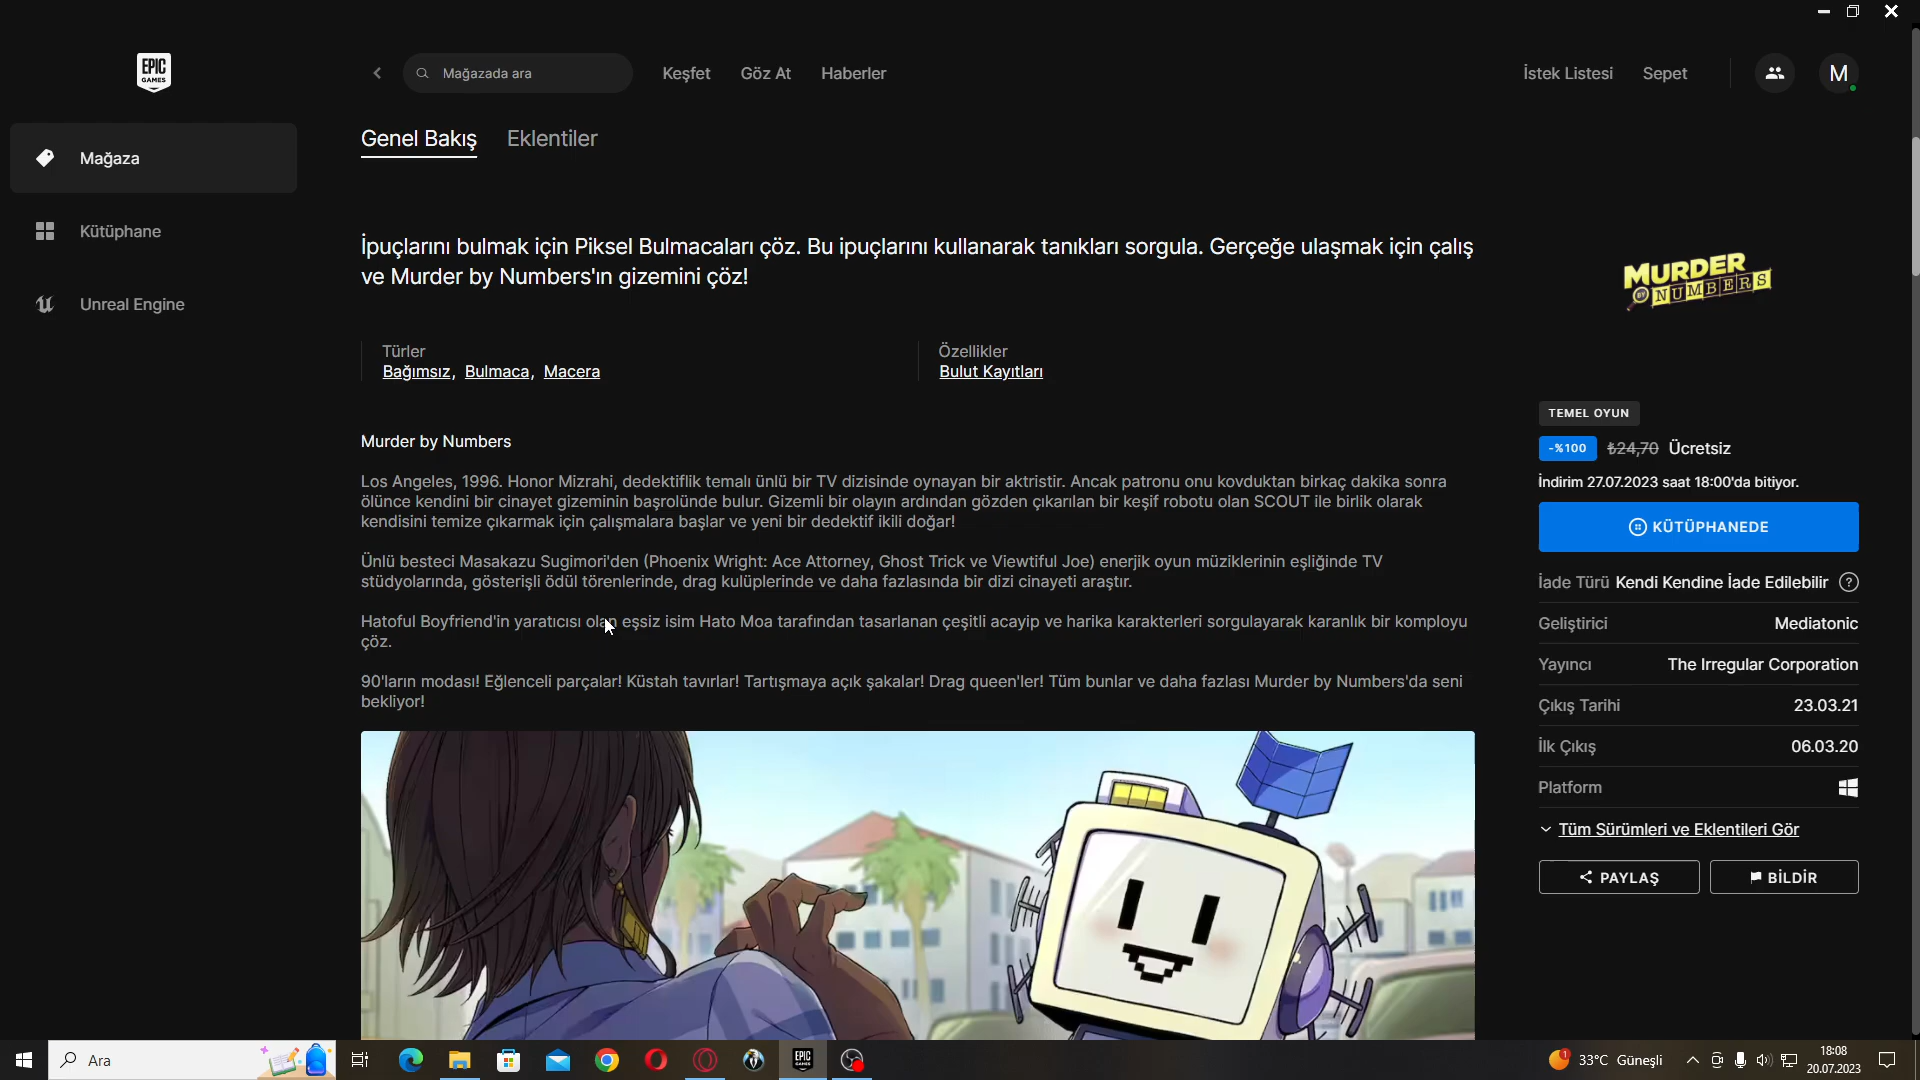 EPIC
GAMES
Mağazada ara
Keşfet
Göz At
Haberler
İstek Listesi
Sepet
M
Mağaza
Kütüphane
Unreal Engine
Genel Bakış
Eklentiler
İpuçlarını bulmak için Piksel Bulmacaları çöz. Bu ipuçlarını kullanarak tanıkları sorgula. Gerçeğe ulaşmak için çalış
ve Murder by Numbers'ın gizemini çöz!
Türler
Bağımsız, Bulmaca, Macera
Özellikler
Bulut Kayıtları
Murder by Numbers
Los Angeles, 1996. Honor Mizrahi, dedektiflik temalı ünlü bir TV dizisinde oynayan bir aktristir. Ancak patronu onu kovduktan birkaç dakika sonra
ölünce kendini bir cinayet gizeminin başrolünde bulur. Gizemli bir olayın ardından gözden çıkarılan bir keşif robotu olan SCOUT ile birlik olarak
kendisini temize çıkarmak için çalışmalara başlar ve yeni bir dedektif ikili doğar!
Ünlü besteci Masakazu Sugimori'den (Phoenix Wright: Ace Attorney, Ghost Trick ve Viewtiful Joe) enerjik oyun müziklerinin eşliğinde TV
stüdyolarında, gösterişli ödül törenlerinde, drag kulüplerinde ve daha fazlasında bir dizi cinayeti araştır.
Hatoful Boyfriend'in yaratıcısı olan eşsiz isim Hato Moa tarafından tasarlanan çeşitli acayip ve harika karakterleri sorgulayarak karanlık bir komployu
çöz.
90'ların modası! Eğlenceli parçalar! Küstah tavırlar! Tartışmaya açık şakalar! Drag queen'ler! Tüm bunlar ve daha fazlası Murder by Numbers'da seni
bekliyor!
MURDER
BY NUMBERS
TEMEL OYUN
-%100 ₺24,70 Ücretsiz
İndirim 27.07.2023 saat 18:00'da bitiyor.
KÜTÜPHANEDE
İade Türü Kendi Kendine İade Edilebilir ?
Geliştirici Mediatonic
Yayıncı The Irregular Corporation
Çıkış Tarihi 23.03.21
İlk Çıkış 06.03.20
Platform
Tüm Sürümleri ve Eklentileri Gör
PAYLAŞ
BİLDİR
Ara
EPIC
GAMES
1
33°C Güneşli
18:08
20.07.2023